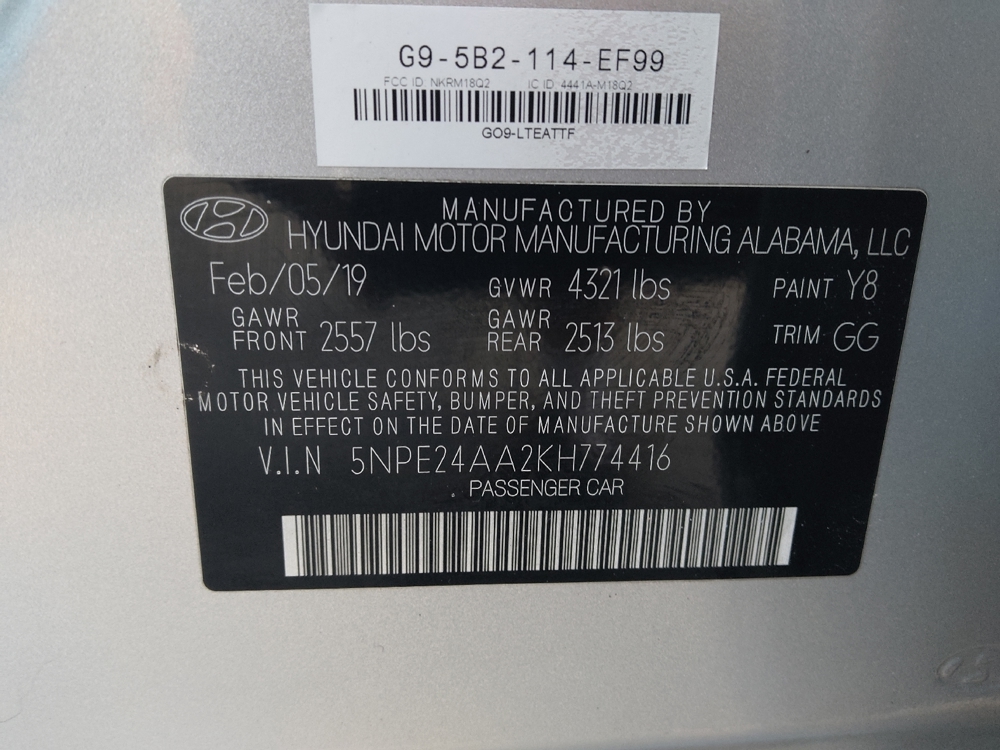 G9-5B2-114-EF99
FCC ID NKRM18Q2 IC ID 4441A-M18Q2
GO9-LTEATTF
MANUFACTURED BY
HYUNDAI MOTOR MANUFACTURING ALABAMA, LLC
Feb/05/19 GVWR 4321 lbs PAINT Y8
GAWR FRONT 2557 lbs GAWR REAR 2513 lbs TRIM GG
THIS VEHICLE CONFORMS TO ALL APPLICABLE U.S.A. FEDERAL
MOTOR VEHICLE SAFETY, BUMPER, AND THEFT PREVENTION STANDARDS
IN EFFECT ON THE DATE OF MANUFACTURE SHOWN ABOVE
V.I.N 5NPE24AA2KH774416
PASSENGER CAR